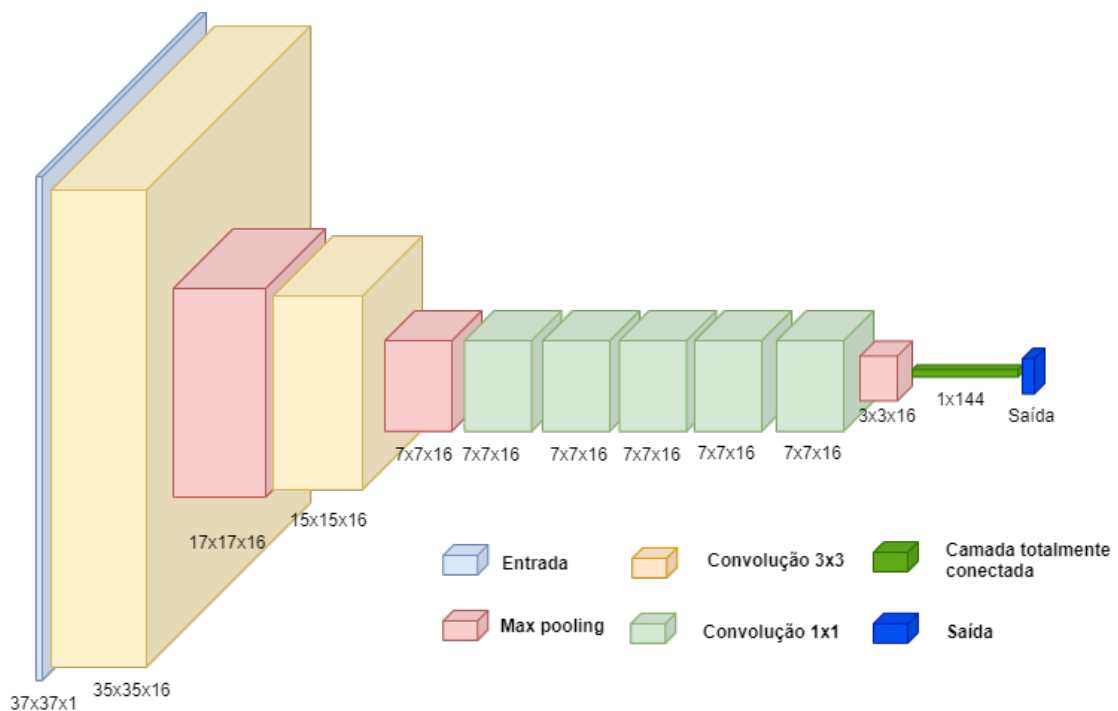 37x37x1
35x35x16
17x17x16
15x15x16
7x7x16
7x7x16
7x7x16
7x7x16
7x7x16
7x7x16
3x3x16
1x144
Saída
Entrada
Convolução 3x3
Camada totalmente
conectada
Max pooling
Convolução 1x1
Saída